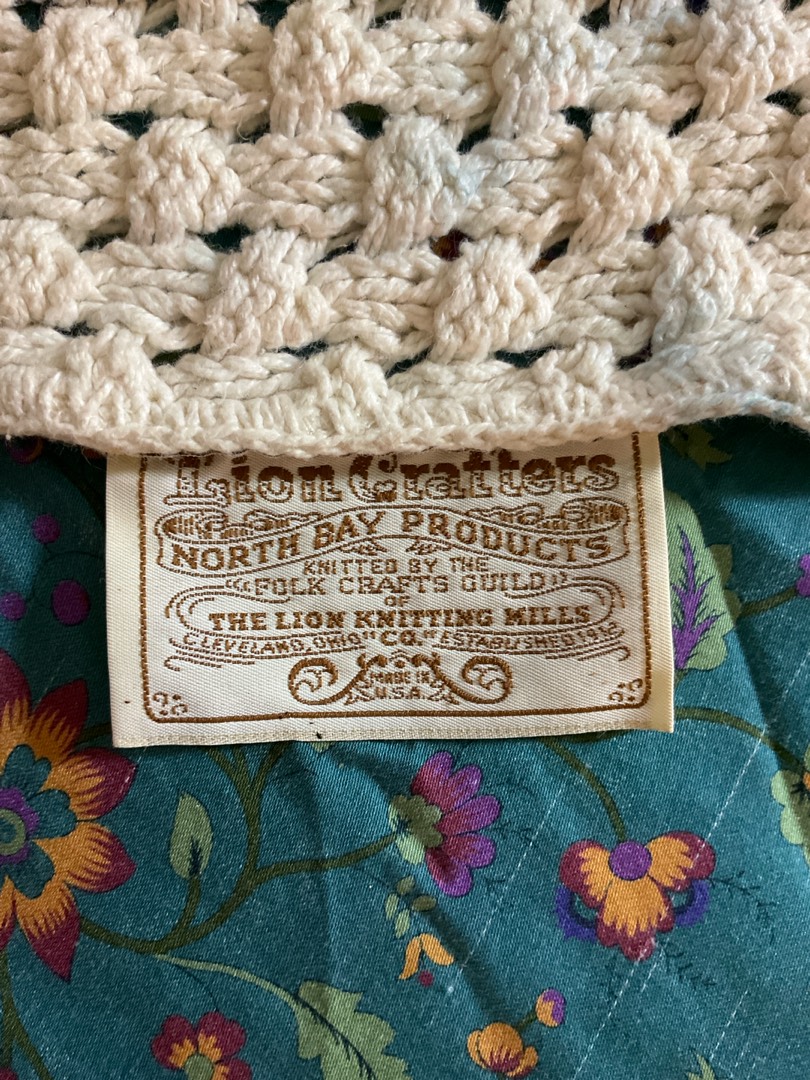 Lion Crafters
NORTH BAY PRODUCTS
KNITTED BY THE
FOLK CRAFTS GUILD
OF
THE LION KNITTING MILLS
CLEVELAND, OHIO "CO." ESTABLISHED 1912
MADE IN
U.S.A.